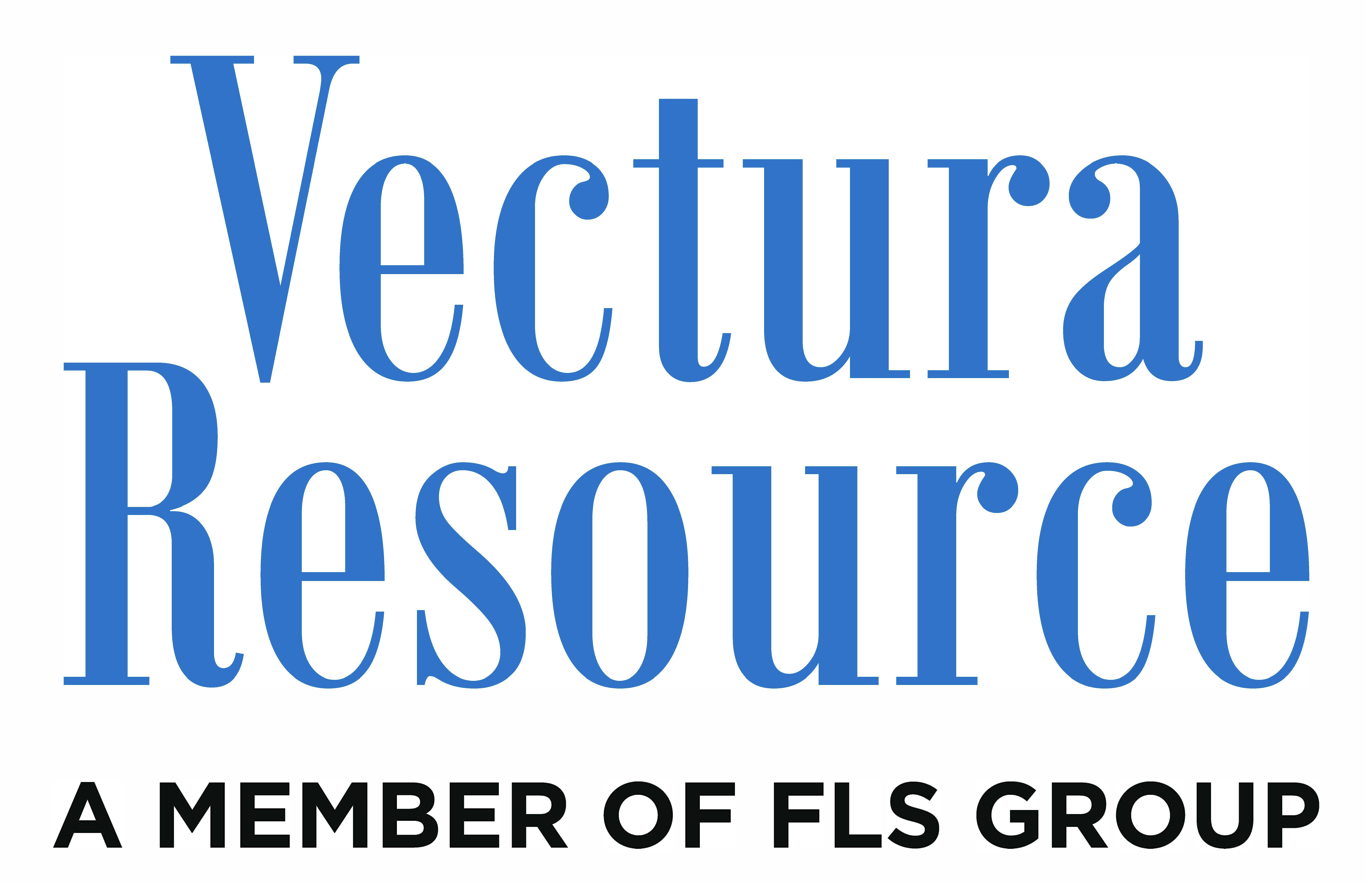 Vectura
Resource
A MEMBER OF FLS GROUP